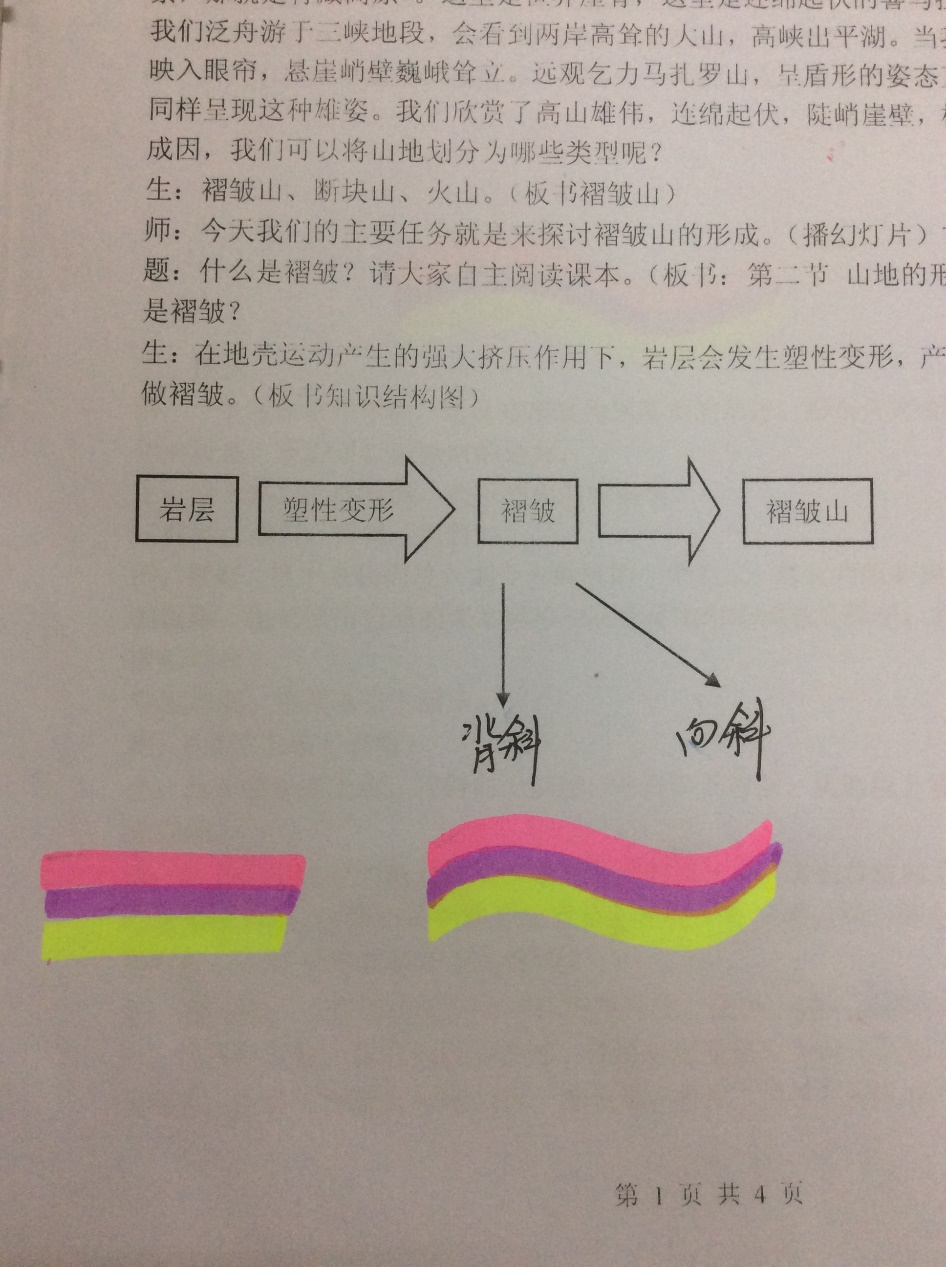 我们泛舟游于三峡地段，会看到两岸高耸的大山，高峡出平湖。当
映入眼帘，悬崖峭壁巍峨耸立。远观乞力马扎罗山，呈盾形的姿态
同样呈现这种雄姿。我们欣赏了高山雄伟，连绵起伏，陡峭崖壁，
成因，我们可以将山地划分为哪些类型呢？
生：褶皱山、断块山、火山。（板书褶皱山）
师：今天我们的主要任务就是来探讨褶皱山的形成。（播幻灯片）
题：什么是褶皱？请大家自主阅读课本。（板书：第二节 山地的形
是褶皱？
生：在地壳运动产生的强大挤压作用下，岩层会发生塑性变形，产
做褶皱。（板书知识结构图）
岩层 塑性变形 褶皱 褶皱山
背斜 向斜
第 1 页 共 4 页